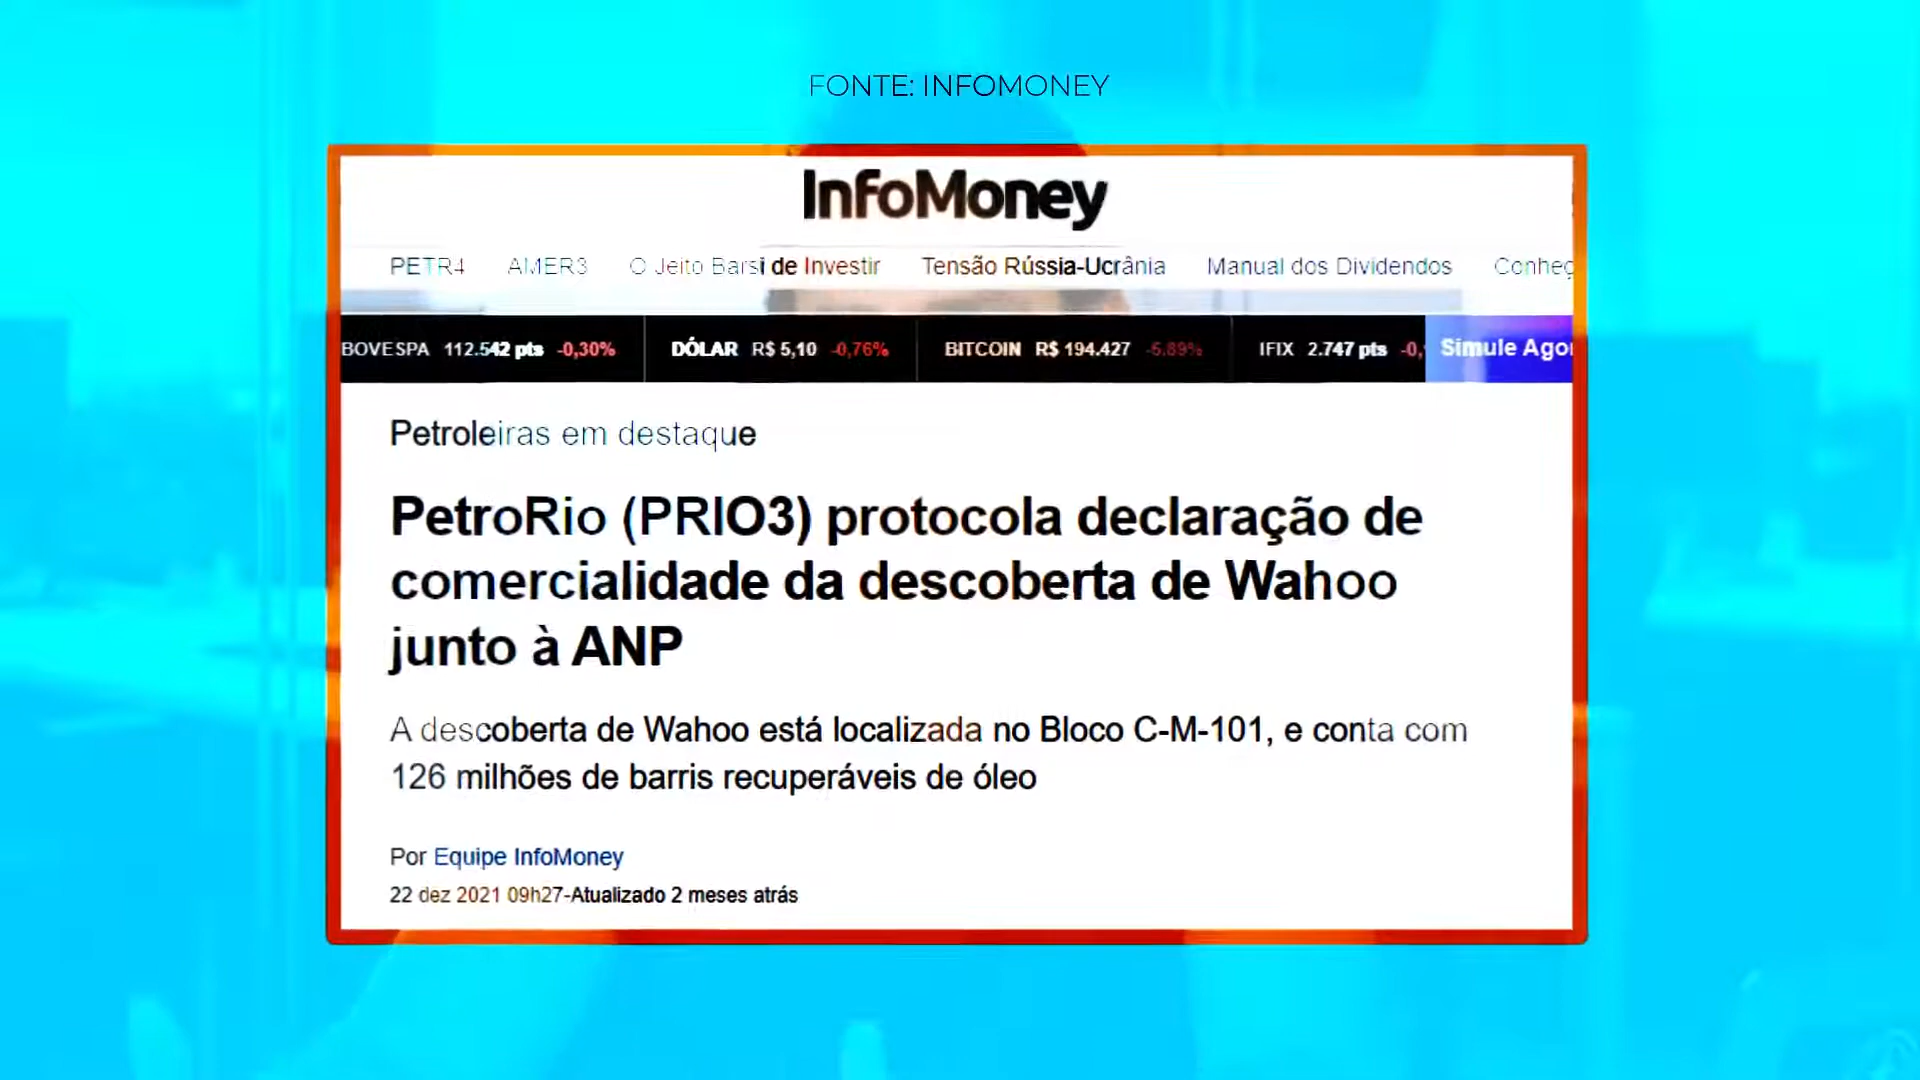 FONTE: INFOMONEY
InfoMoney
PETR4 AMER3 O Jeito Barsi de Investir Tensão Rússia-Ucrânia Manual dos Dividendos Conheç
BOVESPA 112.542 pts -0,30% DÓLAR R$ 5,10 -0,76% BITCOIN R$ 194.427 -5,89% IFIX 2.747 pts -0, Simule Agor
Petroleiras em destaque
PetroRio (PRIO3) protocola declaração de
comercialidade da descoberta de Wahoo
junto à ANP
A descoberta de Wahoo está localizada no Bloco C-M-101, e conta com
126 milhões de barris recuperáveis de óleo
Por Equipe InfoMoney
22 dez 2021 09h27-Atualizado 2 meses atrás